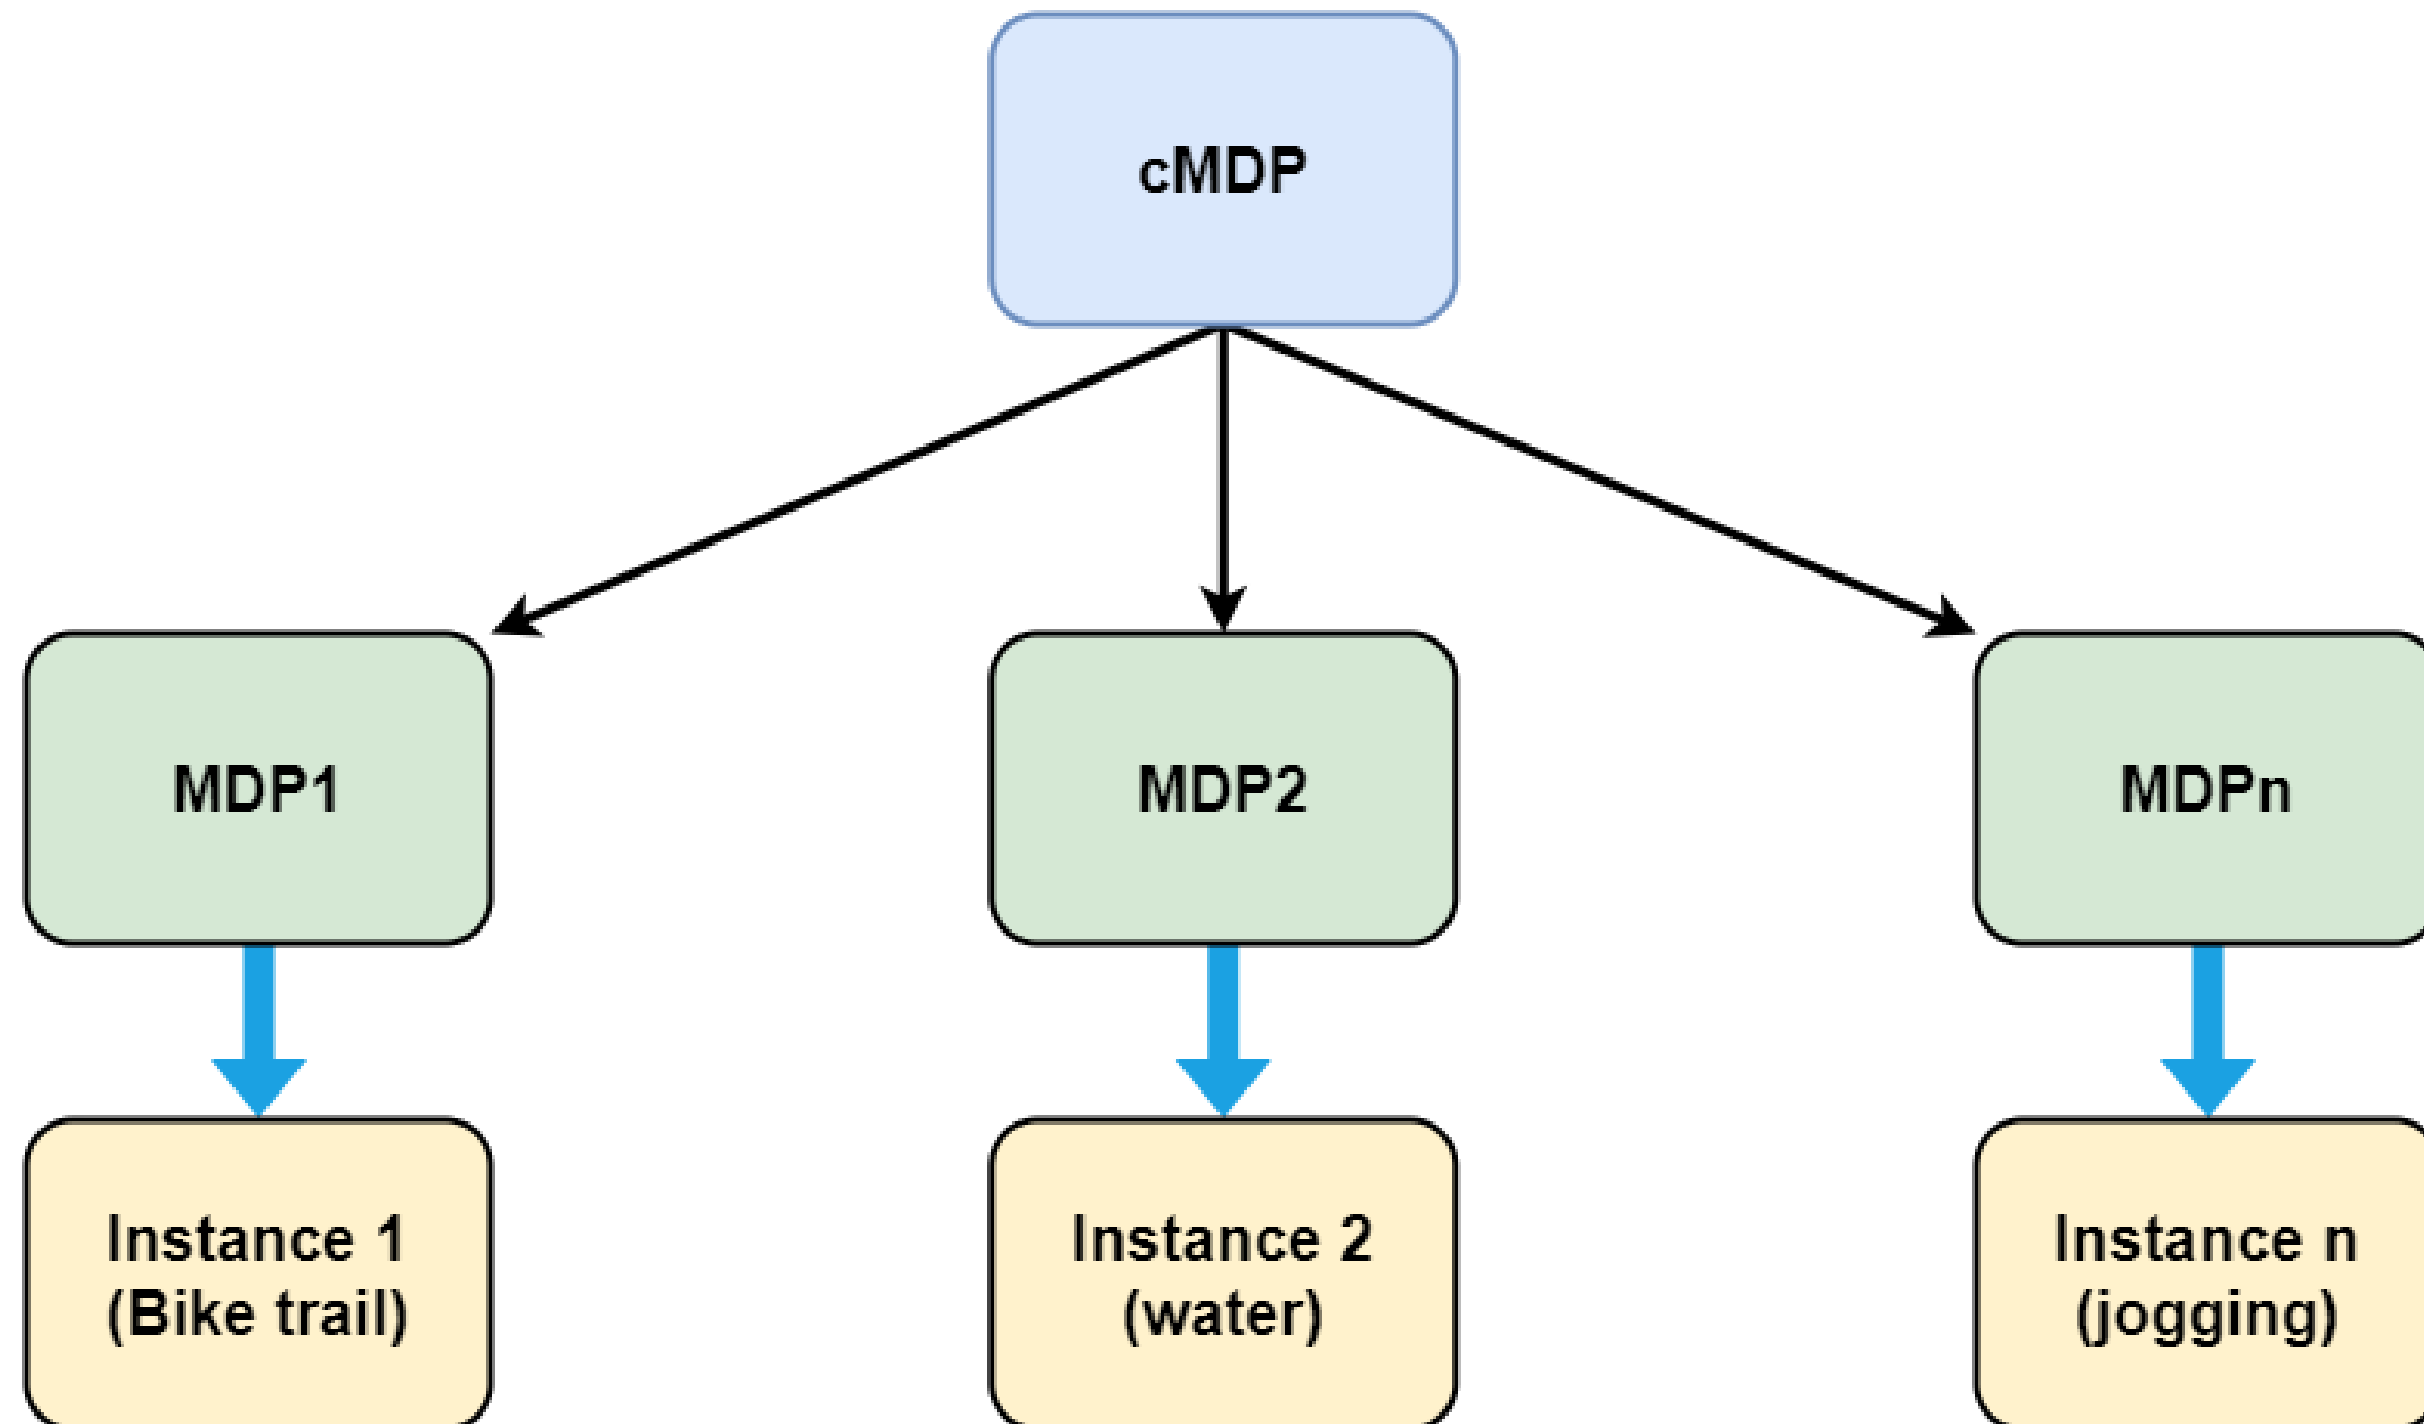 cMDP
MDP1
MDP2
MDPn
Instance 1
(Bike trail)
Instance 2
(water)
Instance n
(jogging)